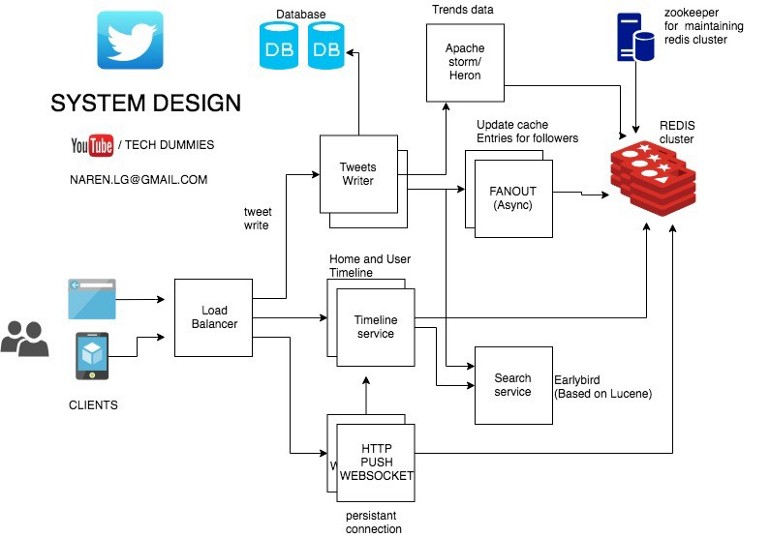 Database
DB
DB
Trends data
Apache
storm/
Heron
zookeeper
for maintaining
redis cluster
SYSTEM DESIGN
YouTube / TECH DUMMIES
NAREN.LG@GMAIL.COM
REDIS
cluster
Update cache
Entries for followers
Tweets
Writer
FANOUT
(Async)
tweet
write
Home and User
Timeline
Load
Balancer
Timeline
service
Search
service
Earlybird
(Based on Lucene)
CLIENTS
HTTP
PUSH
WEBSOCKET
W
persistant
connection